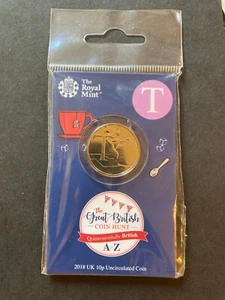 The
Royal
Mint
T
The
Great British
COIN HUNT
Quintessentially British
A-Z
2018 UK 10p Uncirculated Coin